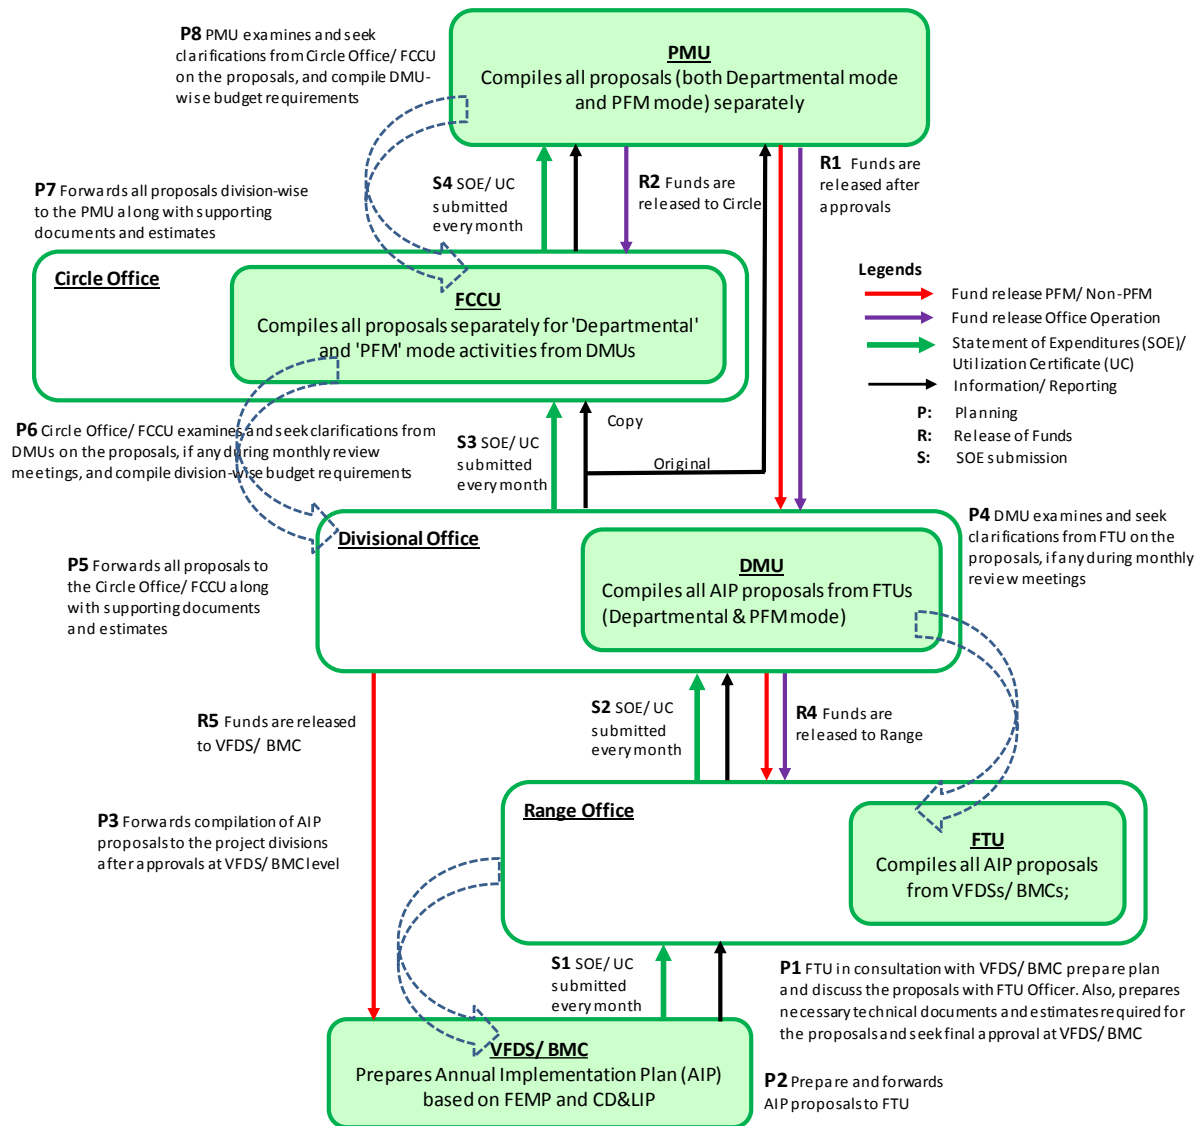 P8 PMU examines and seek
clarifications from Circle Office/ FCCU
on the proposals, and compile DMU-
wise budget requirements
PMU
Compiles all proposals (both Departmental mode
and PFM mode) separately
P7 Forwards all proposals division-wise
to the PMU along with supporting
documents and estimates
S4 SOE/ UC
submitted
every month
R2 Funds are
released to Circle
R1 Funds are
released after
approvals
Circle Office
FCCU
Compiles all proposals separately for 'Departmental'
and 'PFM' mode activities from DMUs
Legends
Fund release PFM/ Non-PFM
Fund release Office Operation
Statement of Expenditures (SOE)/
Utilization Certificate (UC)
Information/ Reporting
P: Planning
R: Release of Funds
S: SOE submission
P6 Circle Office/ FCCU examines and seek clarifications from
DMUs on the proposals, if any during monthly review
meetings, and compile division-wise budget requirements
S3 SOE/ UC
submitted
every month
Copy
Original
Divisional Office
DMU
Compiles all AIP proposals from FTUs
(Departmental & PFM mode)
P4 DMU examines and seek
clarifications from FTU on the
proposals, if any during monthly
review meetings
P5 Forwards all proposals to
the Circle Office/ FCCU along
with supporting documents
and estimates
R5 Funds are released
to VFDS/ BMC
S2 SOE/ UC
submitted
every month
R4 Funds are
released to Range
P3 Forwards compilation of AIP
proposals to the project divisions
after approvals at VFDS/ BMC level
Range Office
FTU
Compiles all AIP proposals
from VFDSs/ BMCs;
S1 SOE/ UC
submitted
every month
P1 FTU in consultation with VFDS/ BMC prepare plan
and discuss the proposals with FTU Officer. Also, prepares
necessary technical documents and estimates required for
the proposals and seek final approval at VFDS/ BMC
VFDS/ BMC
Prepares Annual Implementation Plan (AIP)
based on FEMP and CD&LIP
P2 Prepare and forwards
AIP proposals to FTU